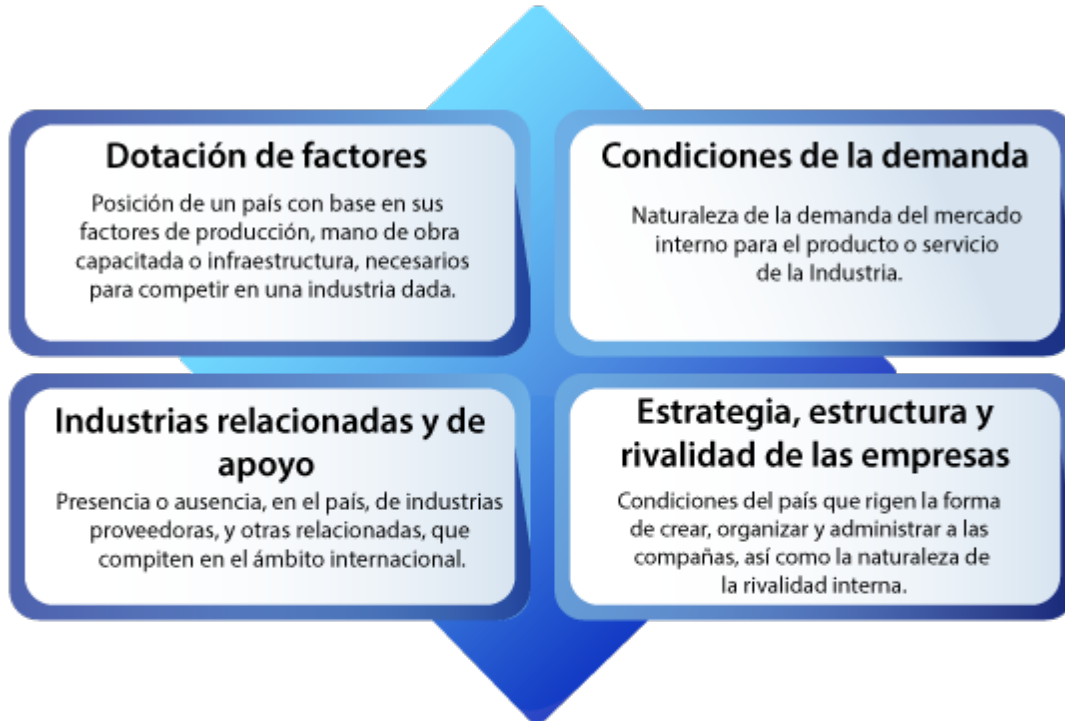 Dotación de factores
Posición de un país con base en sus
factores de producción, mano de obra
capacitada o infraestructura, necesarios
para competir en una industria dada.
Condiciones de la demanda
Naturaleza de la demanda del mercado
interno para el producto o servicio
de la Industria.
Industrias relacionadas y de
apoyo
Presencia o ausencia, en el país, de industrias
proveedoras, y otras relacionadas, que
compiten en el ámbito internacional.
Estrategia, estructura y
rivalidad de las empresas
Condiciones del país que rigen la forma
de crear, organizar y administrar a las
compañas, así como la naturaleza de
la rivalidad interna.